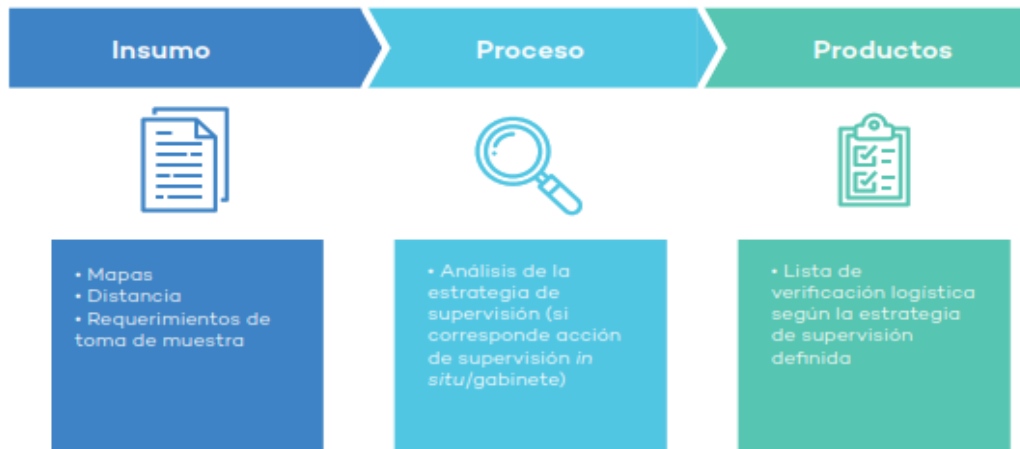 Insumo
Proceso
Productos
• Mapas
• Distancia
• Requerimientos de
toma de muestra
• Análisis de la
estrategia de
supervisión (si
corresponde acción
de supervisión in
situ/gabinete)
• Lista de
verificación logística
según la estrategia
de supervisión
definida